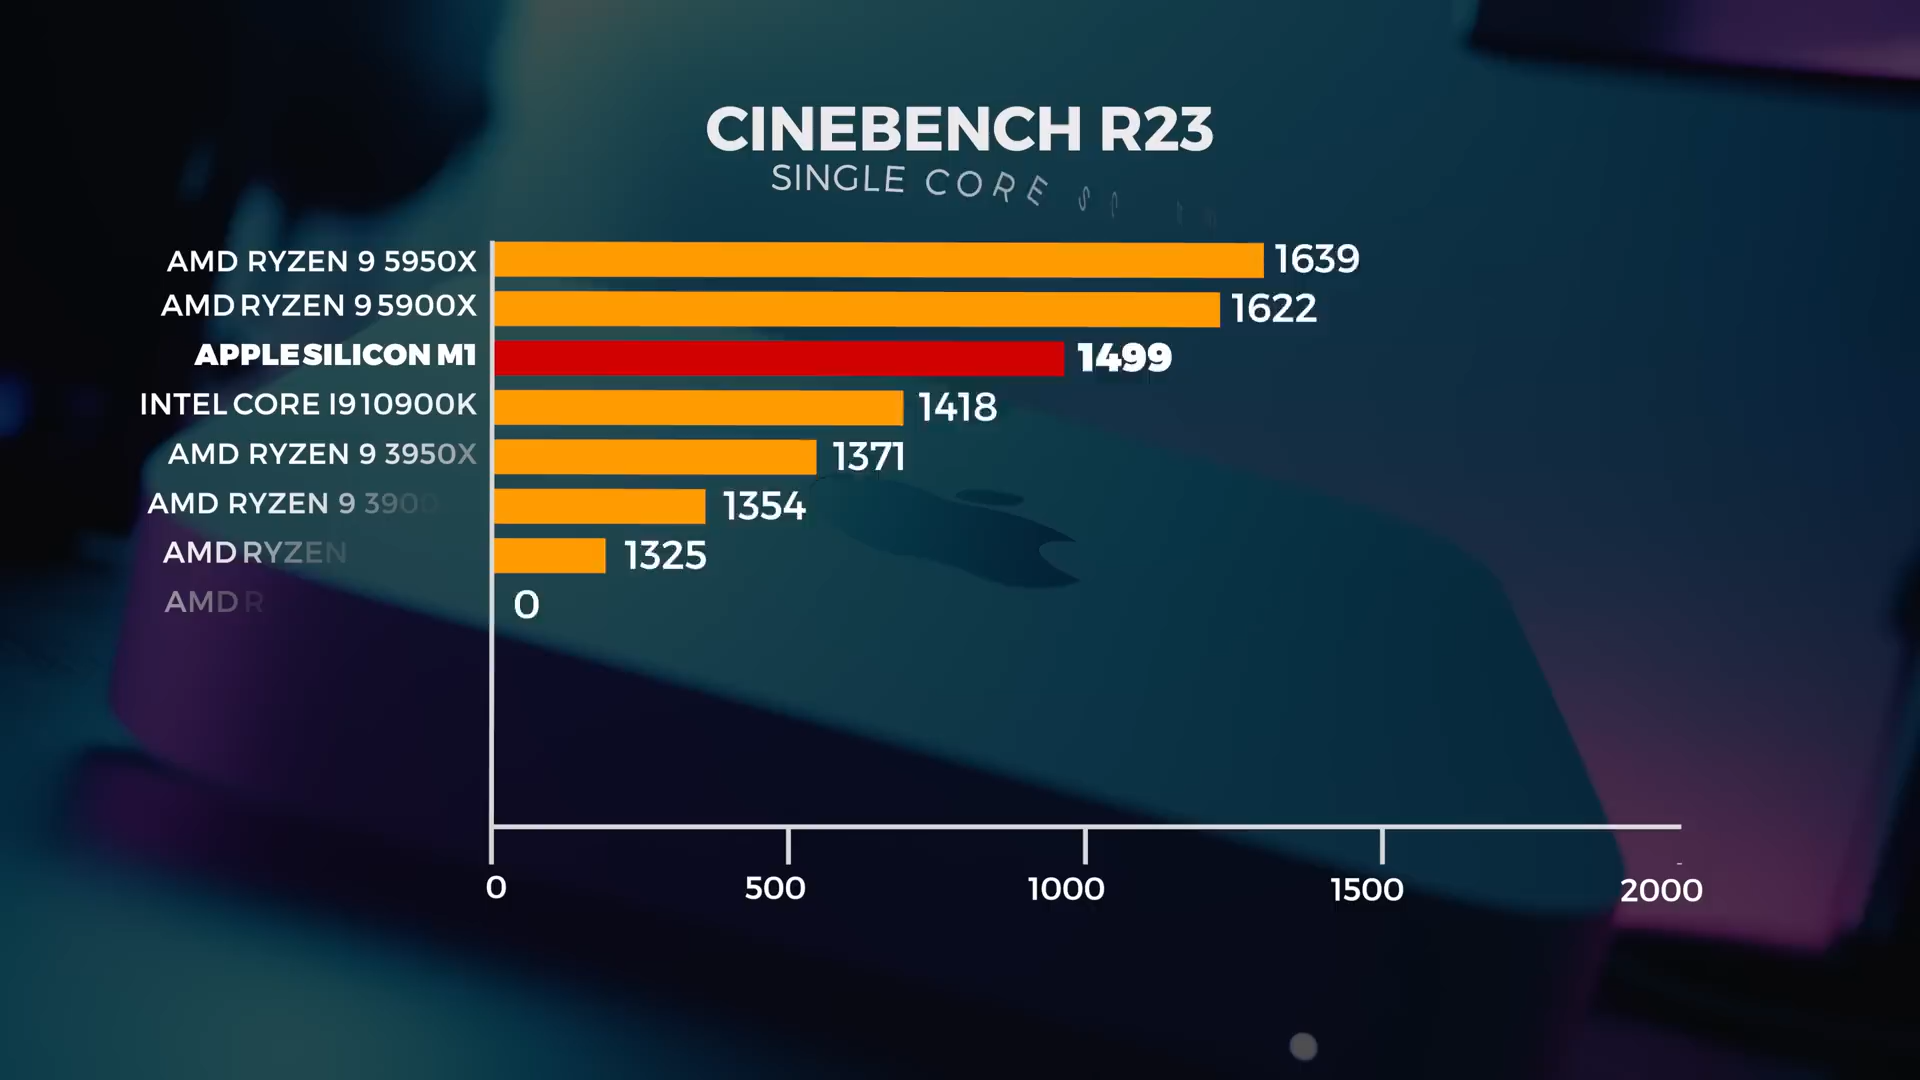 CINEBENCH R23
SINGLE CORE
AMD RYZEN 9 5950X 1639
AMD RYZEN 9 5900X 1622
APPLE SILICON M1 1499
INTEL CORE I9 10900K 1418
AMD RYZEN 9 3950X 1371
AMD RYZEN 9 3900 1354
AMD RYZEN 1325
AMD R 0
0 500 1000 1500 2000